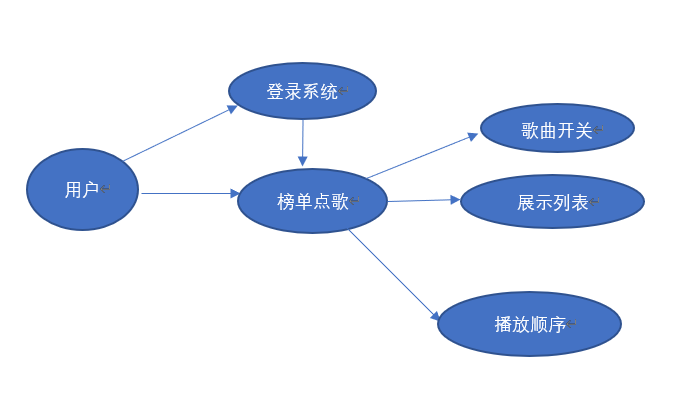 登录系统
歌曲开关
用户
榜单点歌
展示列表
播放顺序